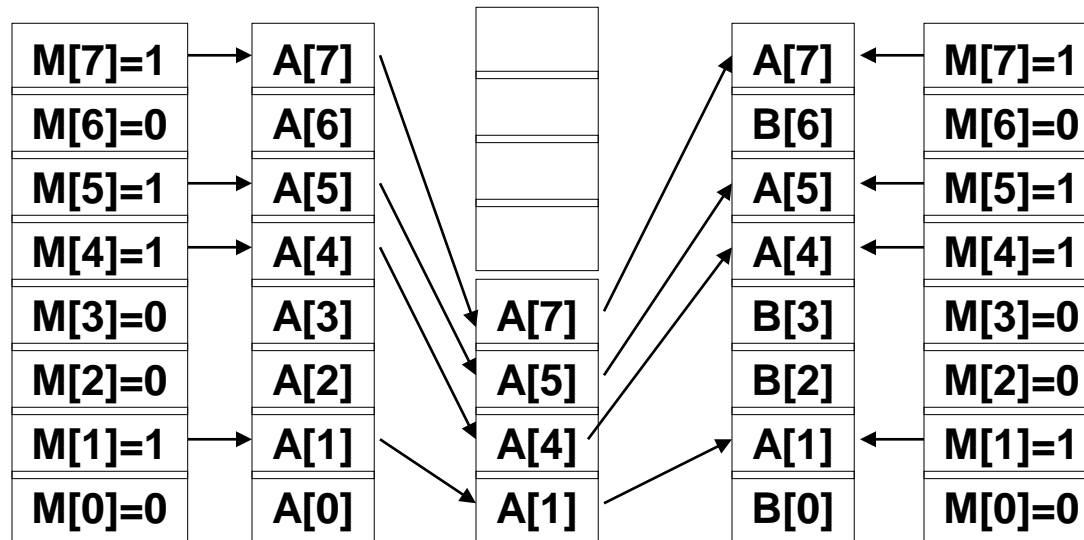 M[7]=1 A[7] A[7] M[7]=1
M[6]=0 A[6] B[6] M[6]=0
M[5]=1 A[5] A[5] M[5]=1
M[4]=1 A[4] A[4] M[4]=1
M[3]=0 A[3] A[7] B[3] M[3]=0
M[2]=0 A[2] A[5] B[2] M[2]=0
M[1]=1 A[1] A[4] A[1] M[1]=1
M[0]=0 A[0] A[1] B[0] M[0]=0